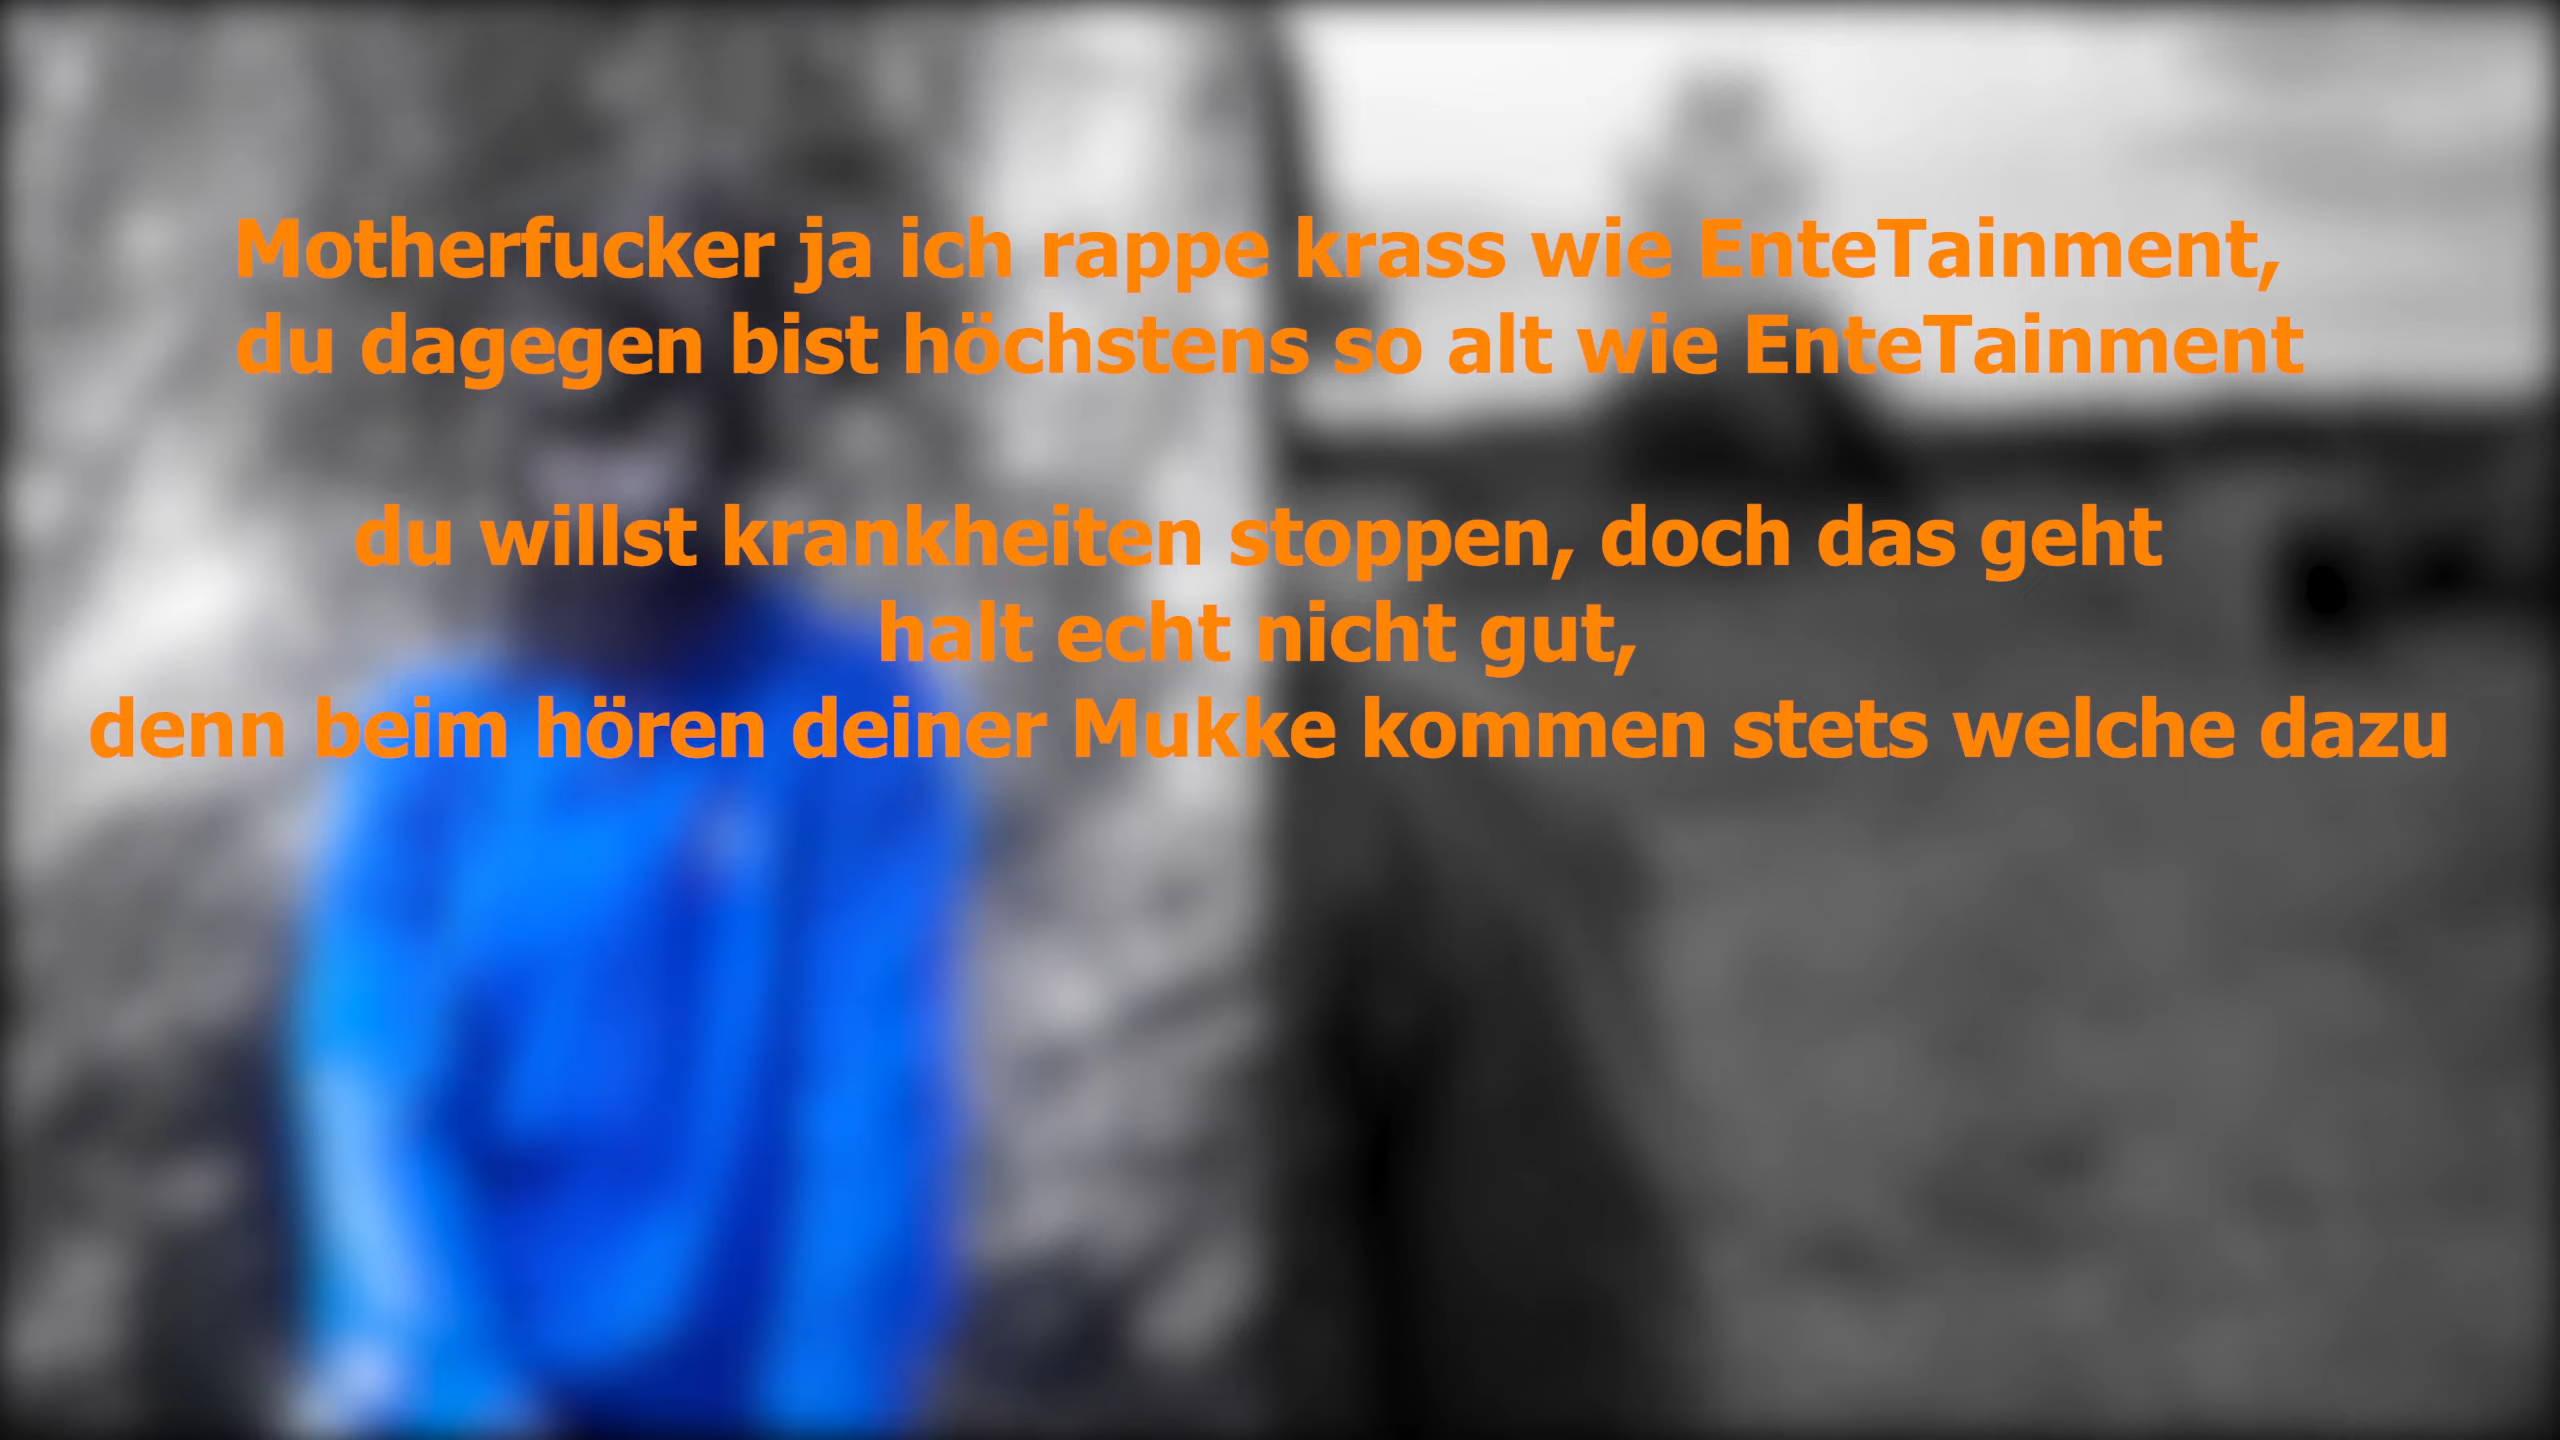 Motherfucker ja ich rappe krass wie EnteTainment,
du dagegen bist höchstens so alt wie EnteTainment
du willst krankheiten stoppen, doch das geht
halt echt nicht gut,
denn beim hören deiner Mukke kommen stets welche dazu